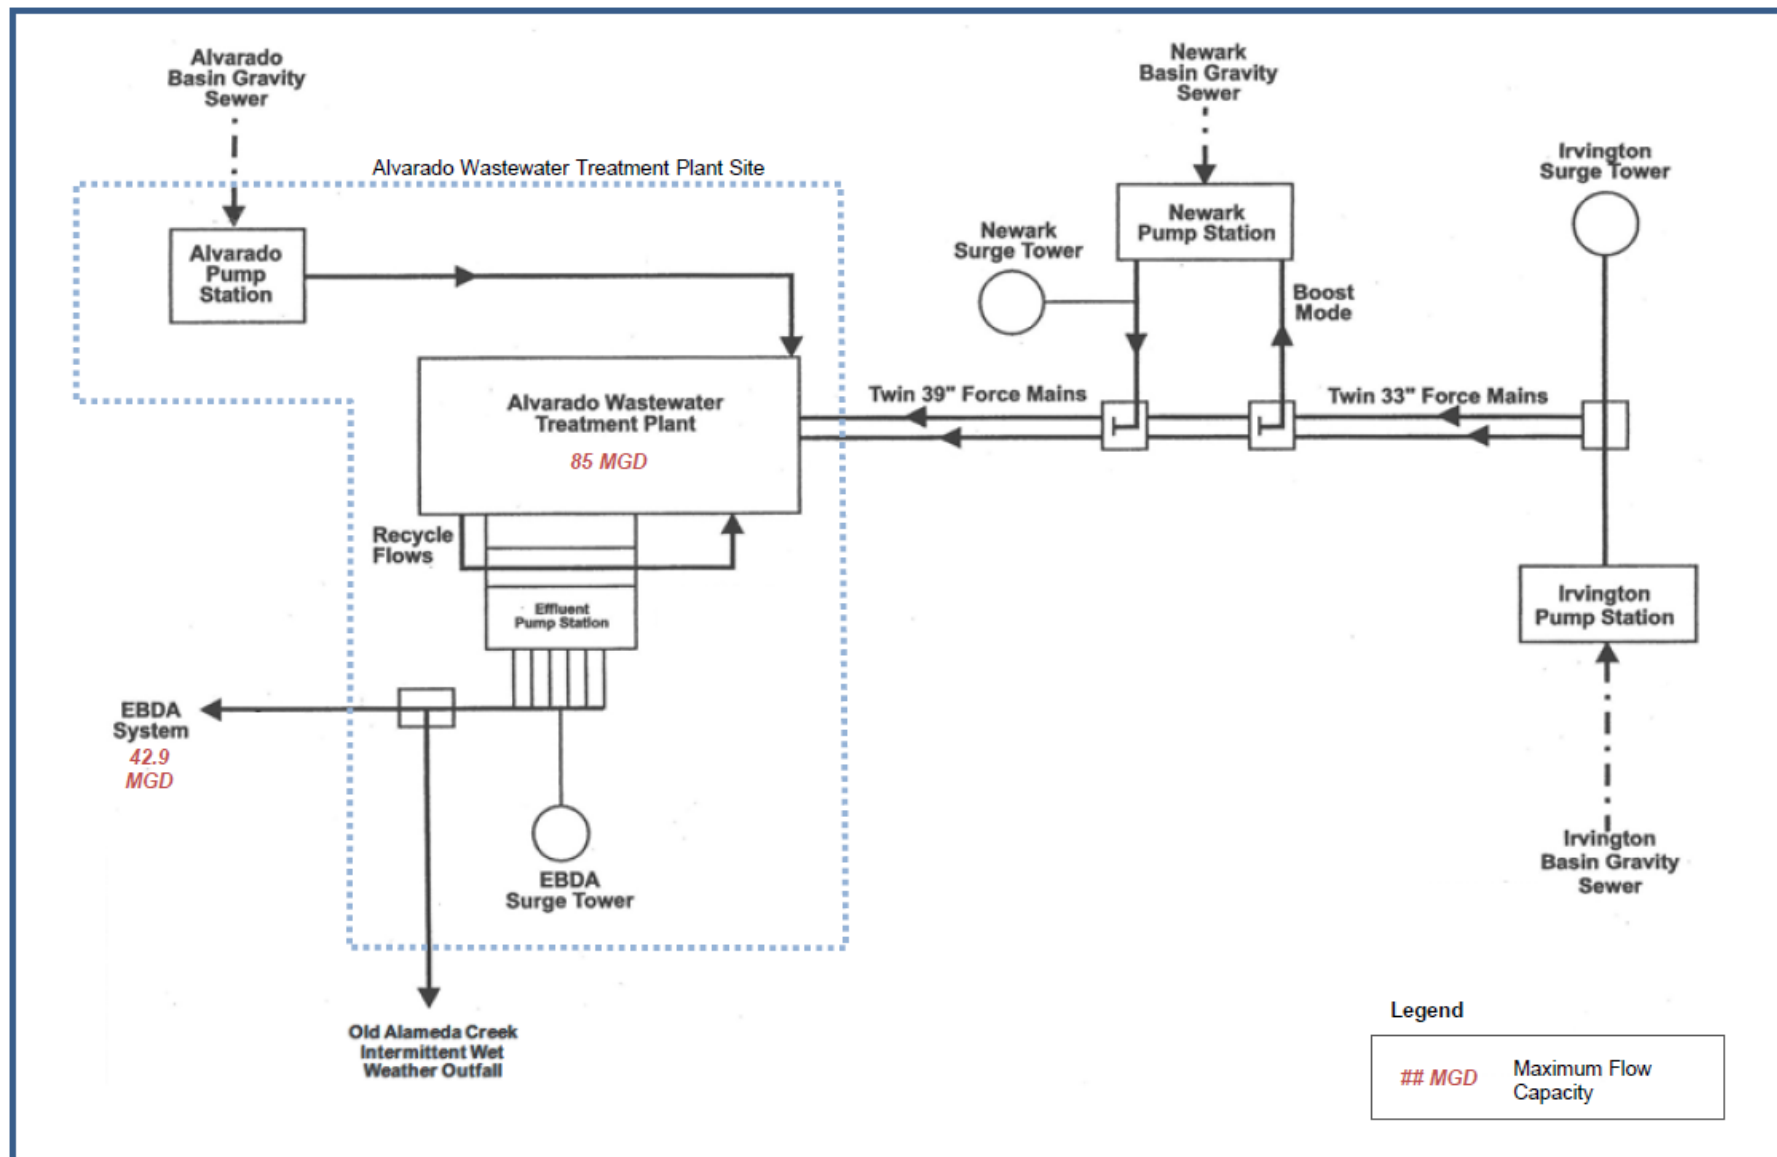 Alvarado
Basin Gravity
Sewer
Newark
Basin Gravity
Sewer
Irvington
Surge Tower
Alvarado Wastewater Treatment Plant Site
Alvarado
Pump
Station
Newark
Surge Tower
Newark
Pump Station
Boost
Mode
Twin 39" Force Mains
Twin 33" Force Mains
Alvarado Wastewater
Treatment Plant
85 MGD
Recycle
Flows
Effluent
Pump Station
Irvington
Pump Station
EBDA
System
42.9
MGD
EBDA
Surge Tower
Irvington
Basin Gravity
Sewer
Old Alameda Creek
Intermittent Wet
Weather Outfall
Legend
## MGD
Maximum Flow
Capacity